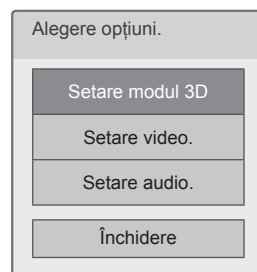 Alegere opțiuni.
Setare modul 3D
Setare video.
Setare audio.
Închidere